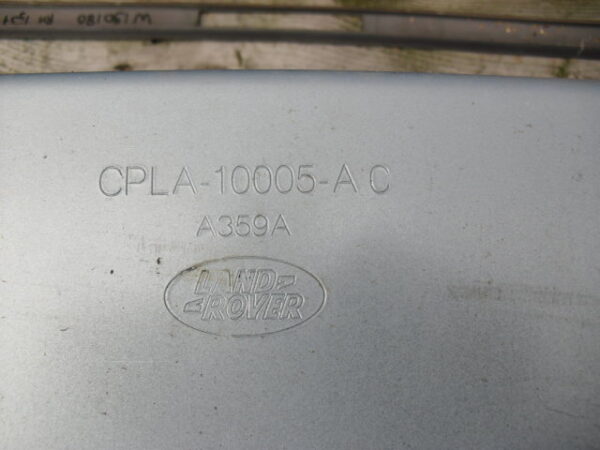 CPLA-10005-AC
A359A
LAND
ROVER